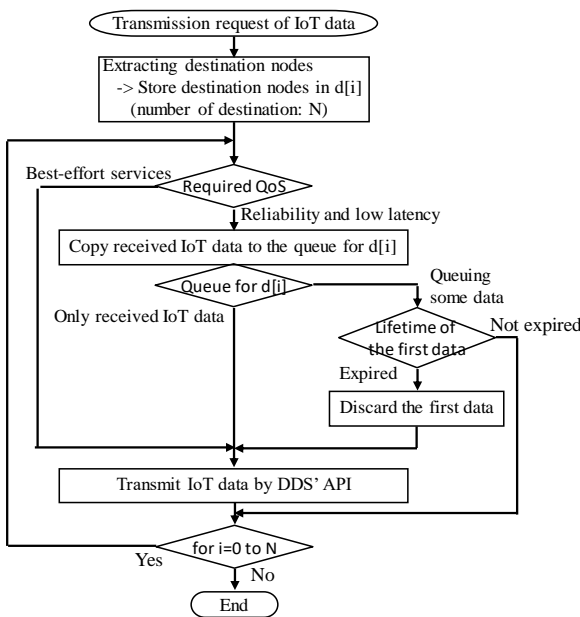 Transmission request of IoT data
Extracting destination nodes
-> Store destination nodes in d[i]
(number of destination: N)
Best-effort services
Required QoS
Reliability and low latency
Copy received IoT data to the queue for d[i]
Queue for d[i]
Queuing
some data
Only received IoT data
Lifetime of
the first data
Not expired
Expired
Discard the first data
Transmit IoT data by DDS’ API
for i=0 to N
Yes
No
End